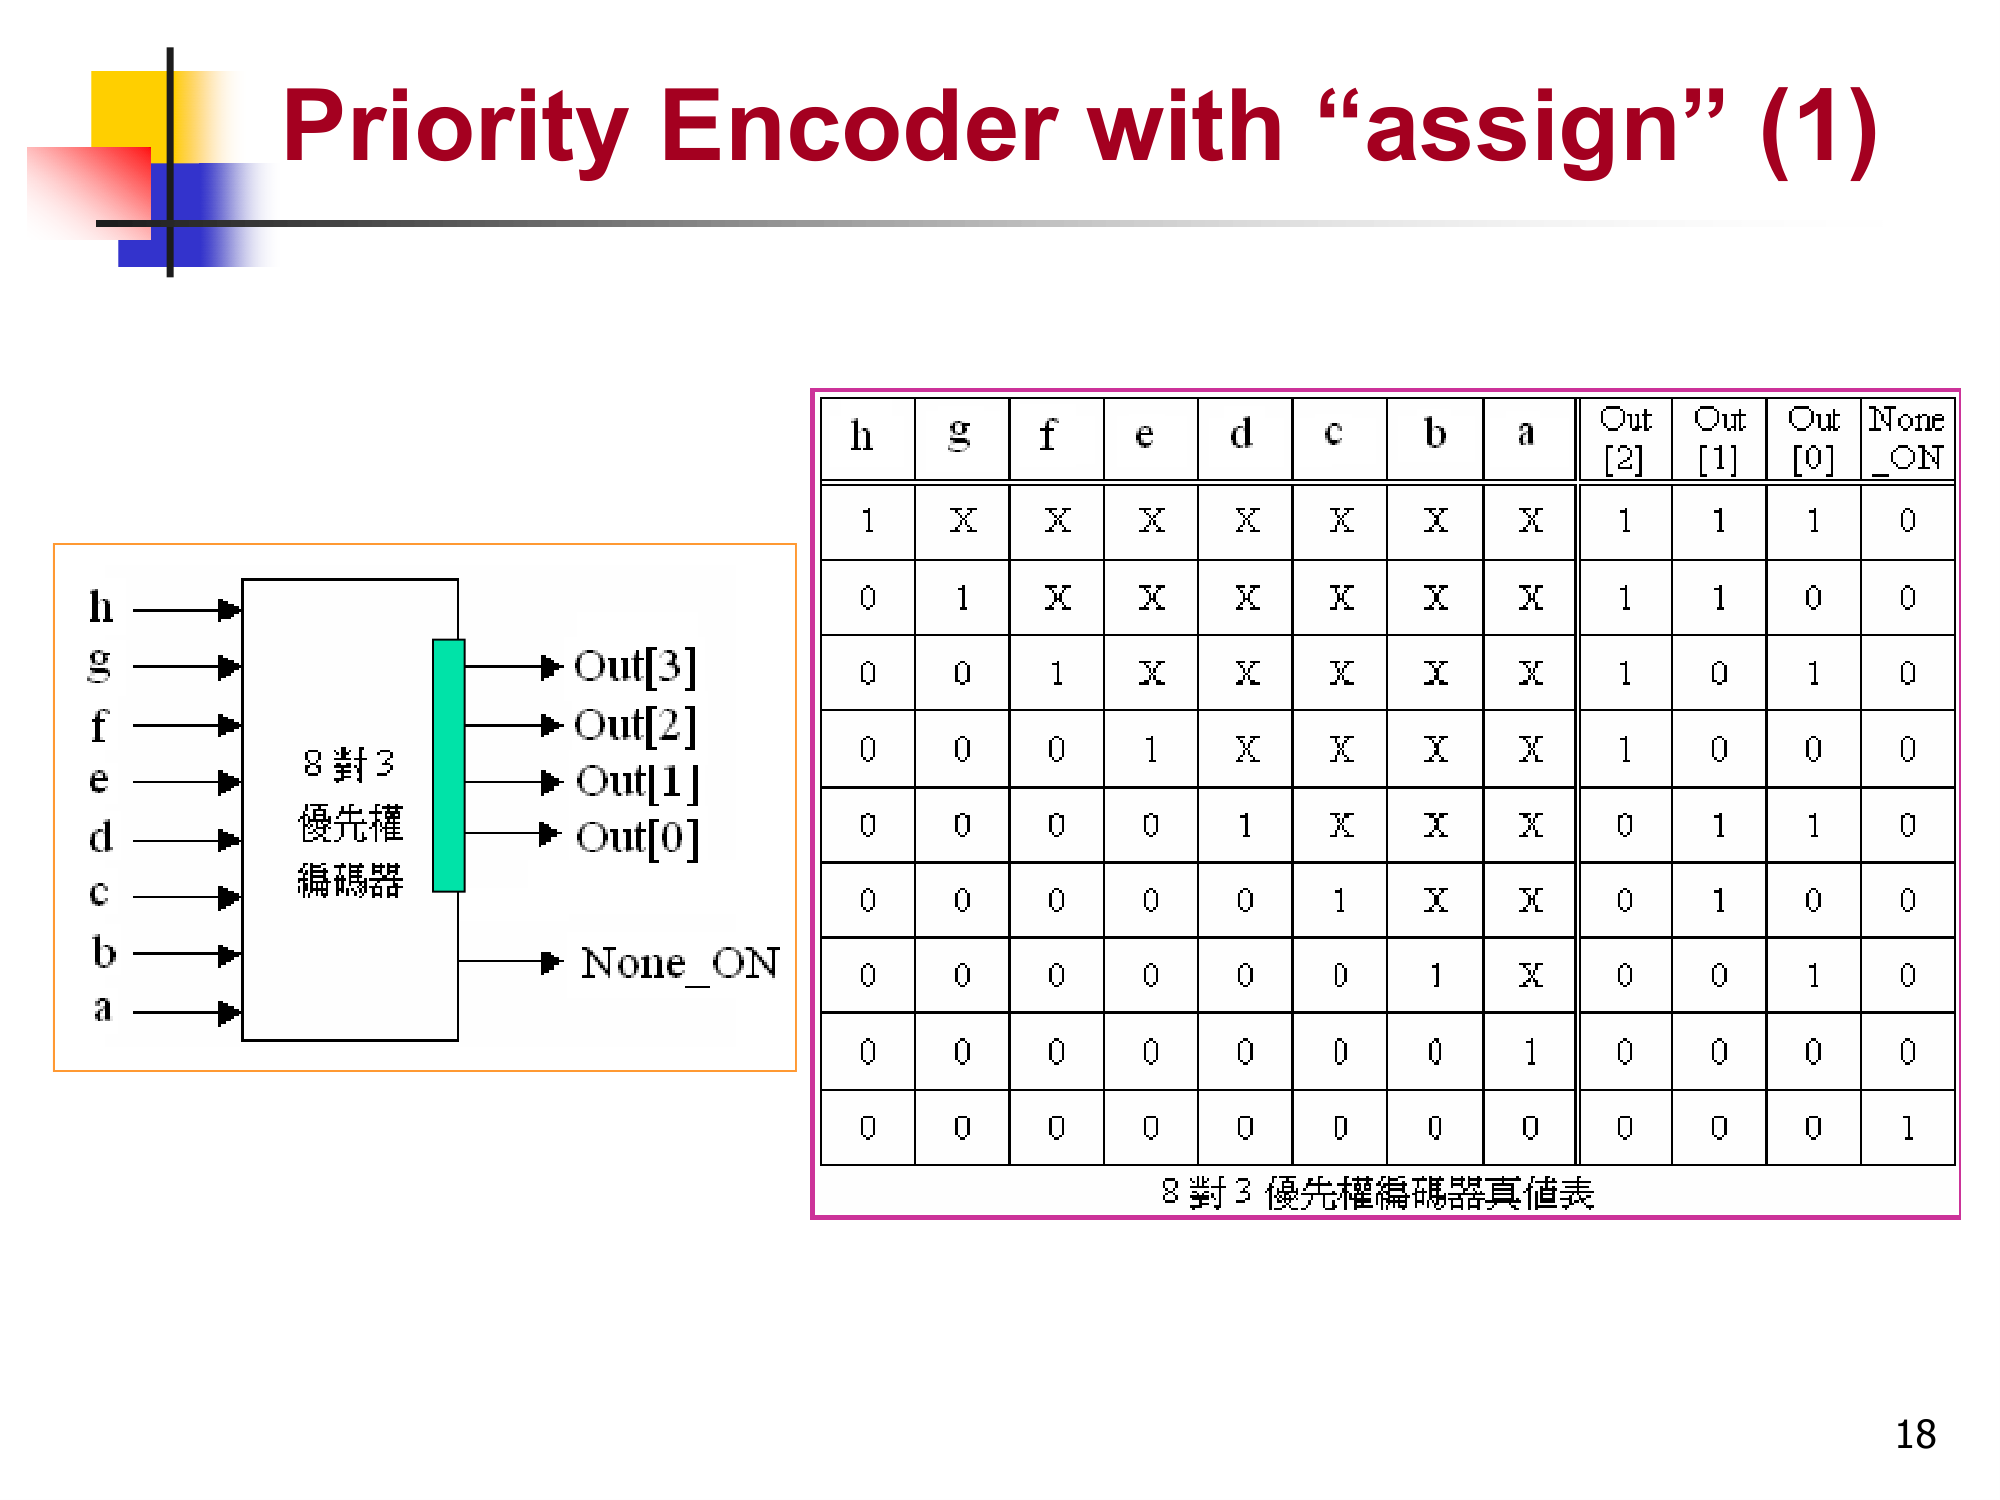 Priority Encoder with “assign” (1)
h
g
f
e
d
c
b
a
8 對 3
優先權
編碼器
Out[3]
Out[2]
Out[1]
Out[0]
None_ON
h g f e d c b a Out [2] Out [1] Out [0] None _ON
1 X X X X X X X 1 1 1 0
0 1 X X X X X X 1 1 0 0
0 0 1 X X X X X 1 0 1 0
0 0 0 1 X X X X 1 0 0 0
0 0 0 0 1 X X X 0 1 1 0
0 0 0 0 0 1 X X 0 1 0 0
0 0 0 0 0 0 1 X 0 0 1 0
0 0 0 0 0 0 0 1 0 0 0 0
0 0 0 0 0 0 0 0 0 0 0 1
8 對 3 優先權編碼器真值表
18